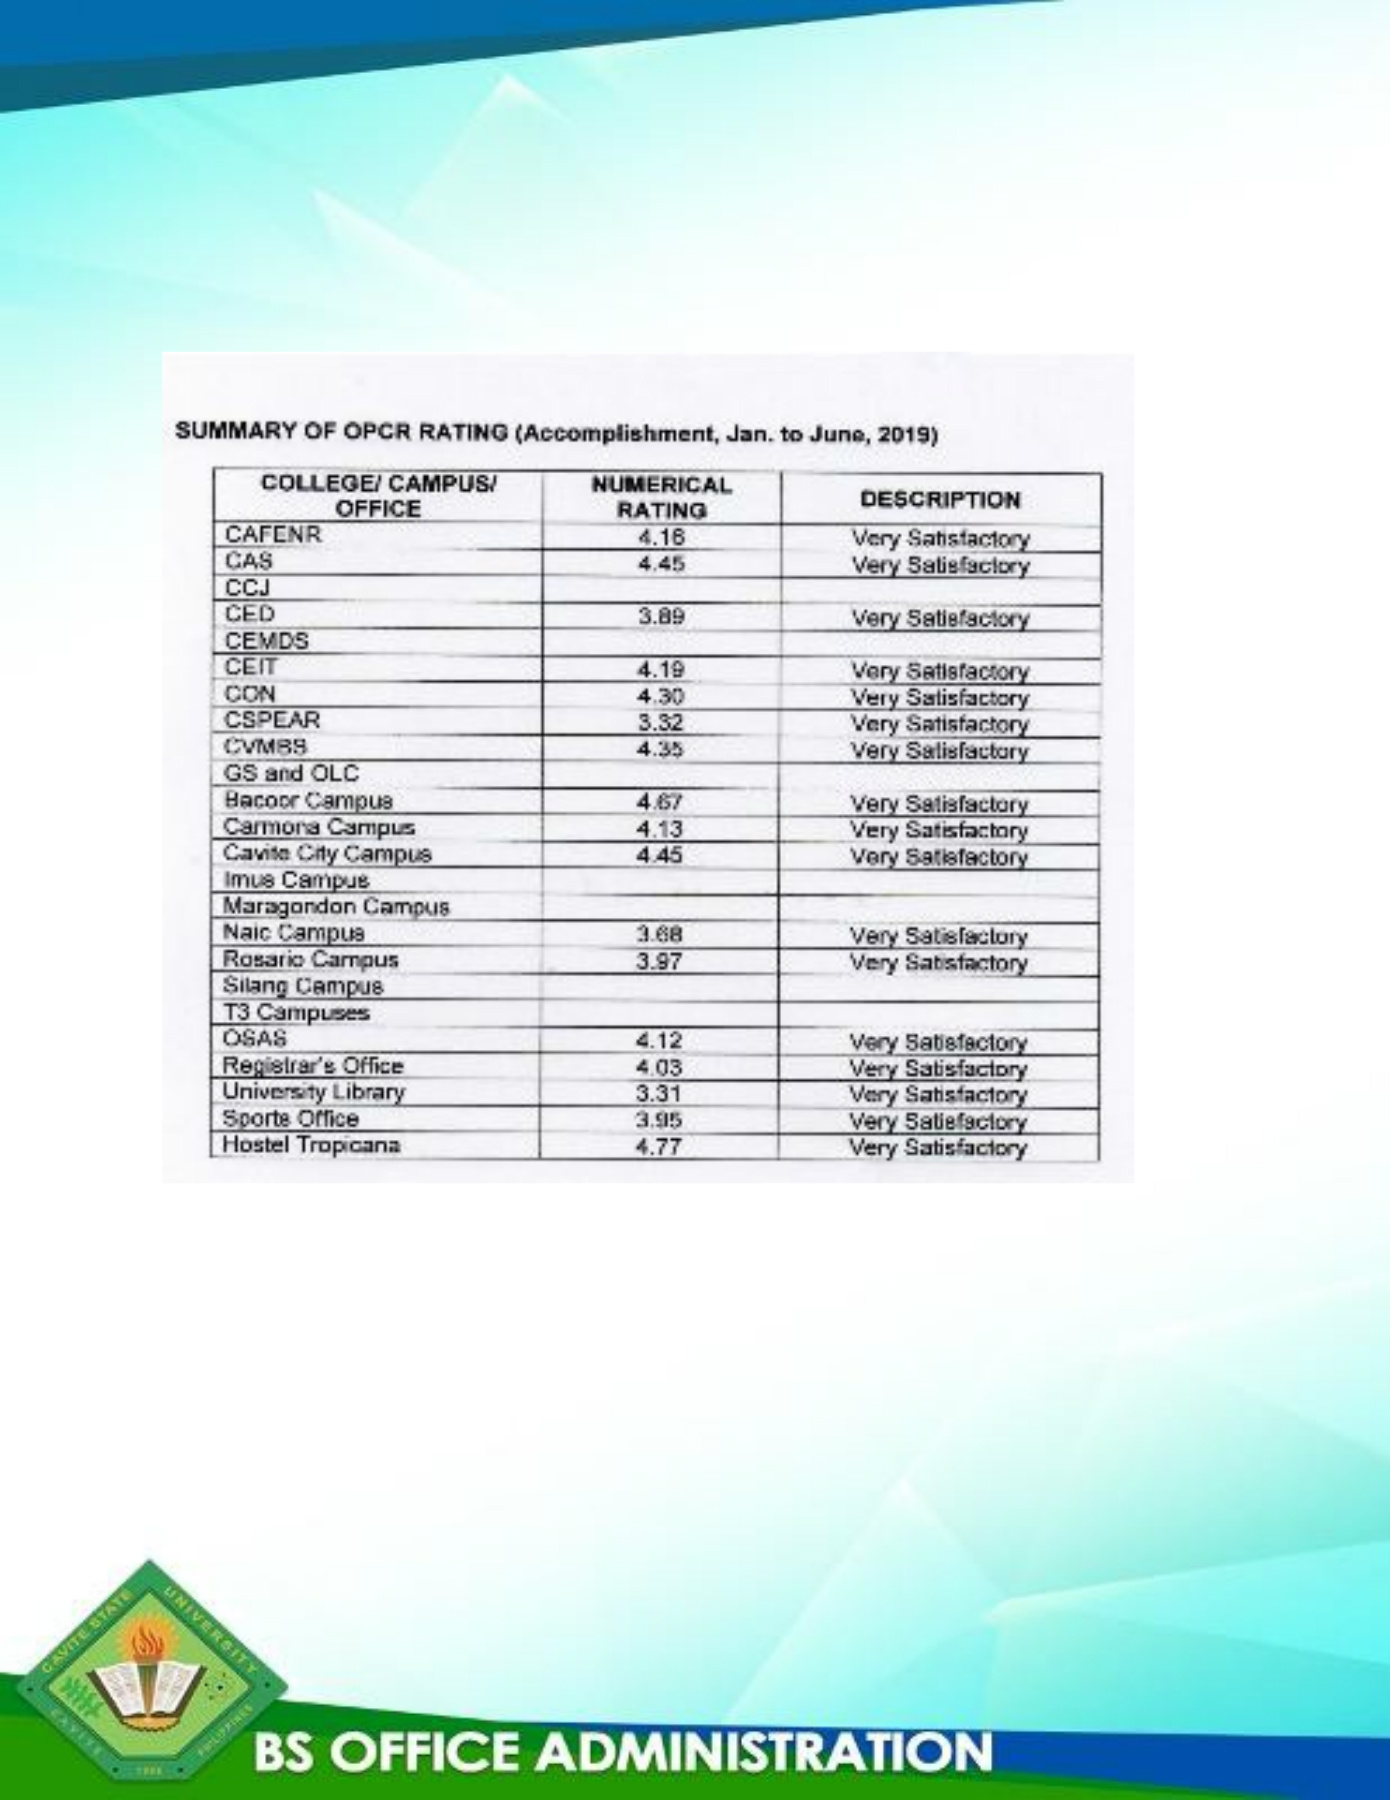 SUMMARY OF OPCR RATING (Accomplishment, Jan. to June, 2019)
COLLEGE/ CAMPUS/ OFFICE NUMERICAL RATING DESCRIPTION
CAFENR 4.16 Very Satisfactory
CAS 4.45 Very Satisfactory
CCJ
CED 3.89 Very Satisfactory
CEMDS
CEIT 4.19 Very Satisfactory
CON 4.30 Very Satisfactory
CSPEAR 3.32 Very Satisfactory
CVMBS 4.35 Very Satisfactory
GS and OLC
Bacoor Campus 4.67 Very Satisfactory
Carmona Campus 4.13 Very Satisfactory
Cavite City Campus 4.45 Very Satisfactory
Imus Campus
Maragondon Campus
Naic Campus 3.68 Very Satisfactory
Rosario Campus 3.97 Very Satisfactory
Silang Campus
T3 Campuses
OSAS 4.12 Very Satisfactory
Registrar's Office 4.03 Very Satisfactory
University Library 3.31 Very Satisfactory
Sports Office 3.95 Very Satisfactory
Hostel Tropicana 4.77 Very Satisfactory
CAVITE STATE UNIVERSITY
CAVITE PHILIPPINES
BS OFFICE ADMINISTRATION